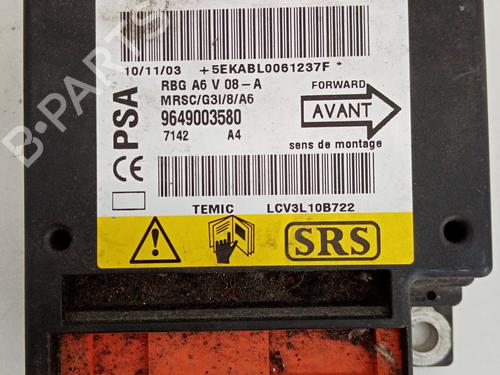 10/11/03 +5EKABL0061237F *
PSA
RBG A6 V 08-A
MRSC/G3I/8/A6
9649003580
7142 A4
FORWARD
AVANT
sens de montage
CE
TEMIC LCV3L10B722
SRS
B-PARTS